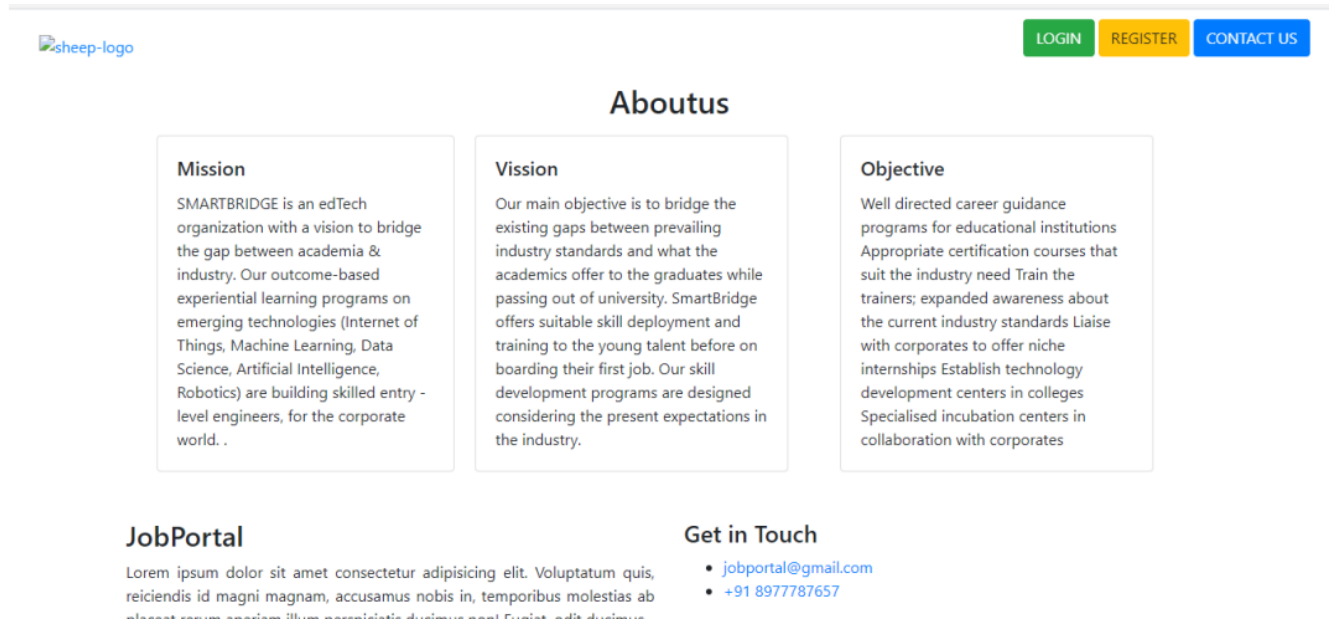 sheep-logo
LOGIN
REGISTER
CONTACT US
Aboutus
Mission
SMARTBRIDGE is an edTech
organization with a vision to bridge
the gap between academia &
industry. Our outcome-based
experiential learning programs on
emerging technologies (Internet of
Things, Machine Learning, Data
Science, Artificial Intelligence,
Robotics) are building skilled entry -
level engineers, for the corporate
world. .
Vission
Our main objective is to bridge the
existing gaps between prevailing
industry standards and what the
academics offer to the graduates while
passing out of university. SmartBridge
offers suitable skill deployment and
training to the young talent before on
boarding their first job. Our skill
development programs are designed
considering the present expectations in
the industry.
Objective
Well directed career guidance
programs for educational institutions
Appropriate certification courses that
suit the industry need Train the
trainers; expanded awareness about
the current industry standards Liaise
with corporates to offer niche
internships Establish technology
development centers in colleges
Specialised incubation centers in
collaboration with corporates
JobPortal
Lorem ipsum dolor sit amet consectetur adipisicing elit. Voluptatum quis,
reiciendis id magni magnam, accusamus nobis in, temporibus molestias ab
Get in Touch
jobportal@gmail.com
+91 8977787657